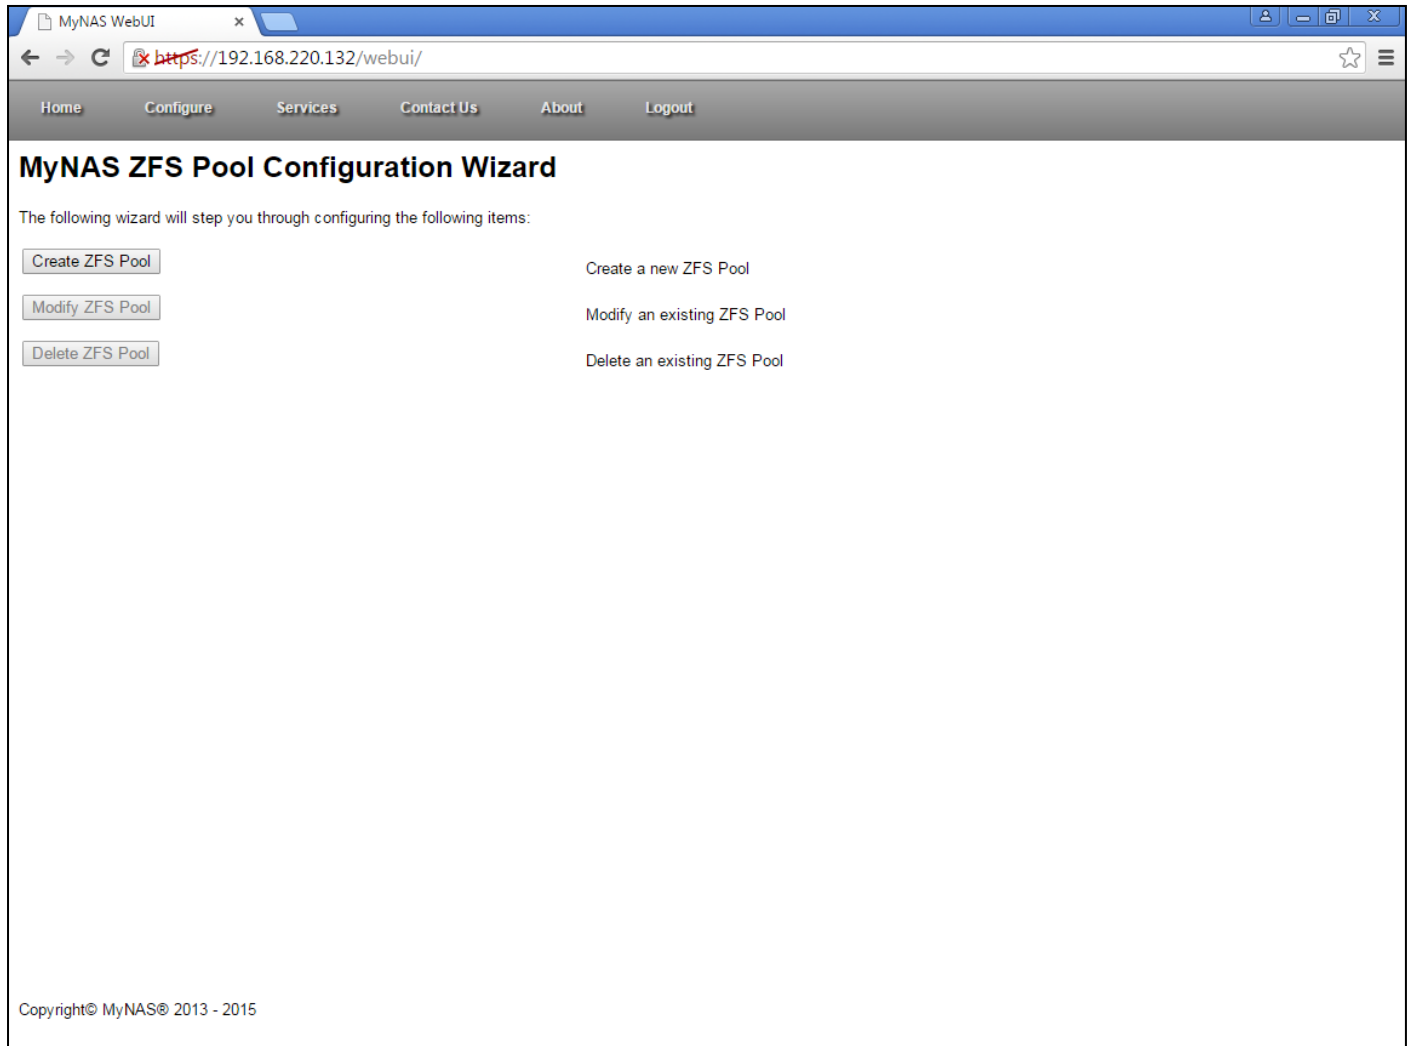 MyNAS WebUI
https://192.168.220.132/webui/
Home Configure Services Contact Us About Logout
MyNAS ZFS Pool Configuration Wizard
The following wizard will step you through configuring the following items:
Create ZFS Pool Create a new ZFS Pool
Modify ZFS Pool Modify an existing ZFS Pool
Delete ZFS Pool Delete an existing ZFS Pool
Copyright© MyNAS® 2013 - 2015